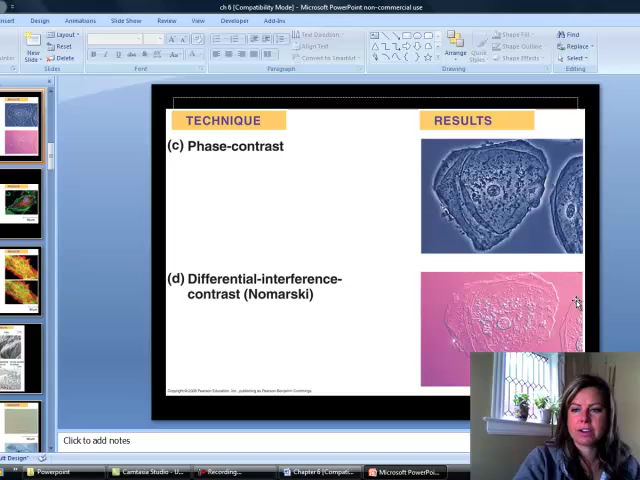 ch 6 [Compatibility Mode] - Microsoft PowerPoint non-commercial use
Insert Design Animations Slide Show Review View Developer Add-Ins
New Slide
Layout
Reset
Delete
Slides
B I U
Font
Paragraph
Text Direction
Align Text
Convert to SmartArt
Arrange
Quick Styles
Shape Fill
Shape Outline
Shape Effects
Drawing
Find
Replace
Select
Editing
TECHNIQUE RESULTS
(c) Phase-contrast
(d) Differential-interference-
contrast (Nomarski)
Click to add notes
Powerpoint Camtasia Studio - U... Recording... Chapter 6 [Compati... Microsoft PowerPoi...